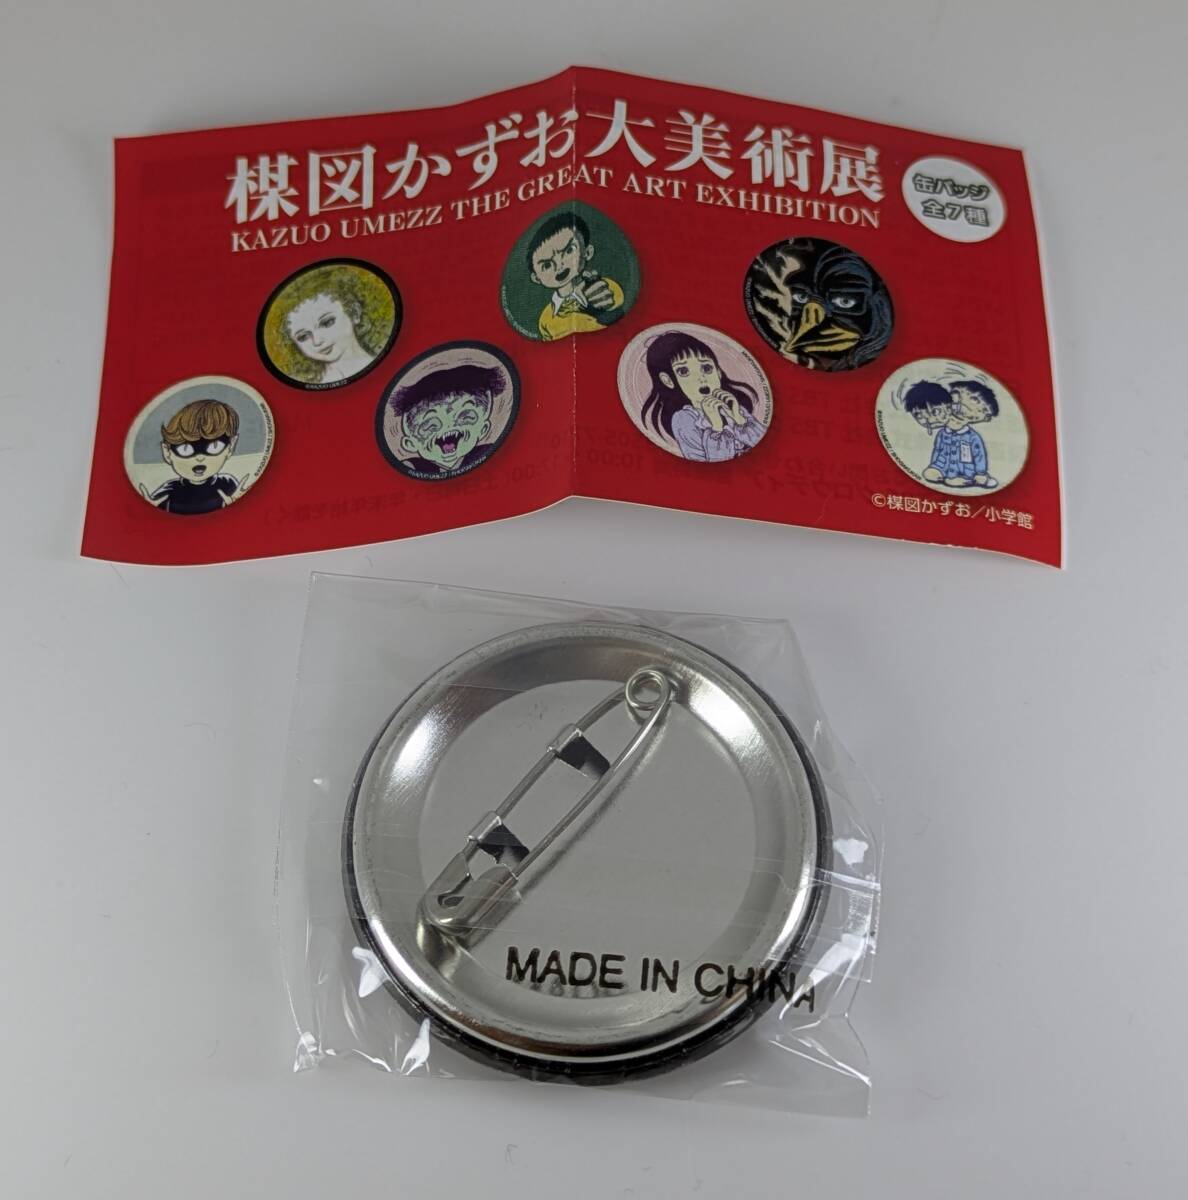 楳図かずお大美術展
KAZUO UMEZZ THE GREAT ART EXHIBITION
缶バッジ
全7種
©楳図かずお／小学館
MADE IN CHINA